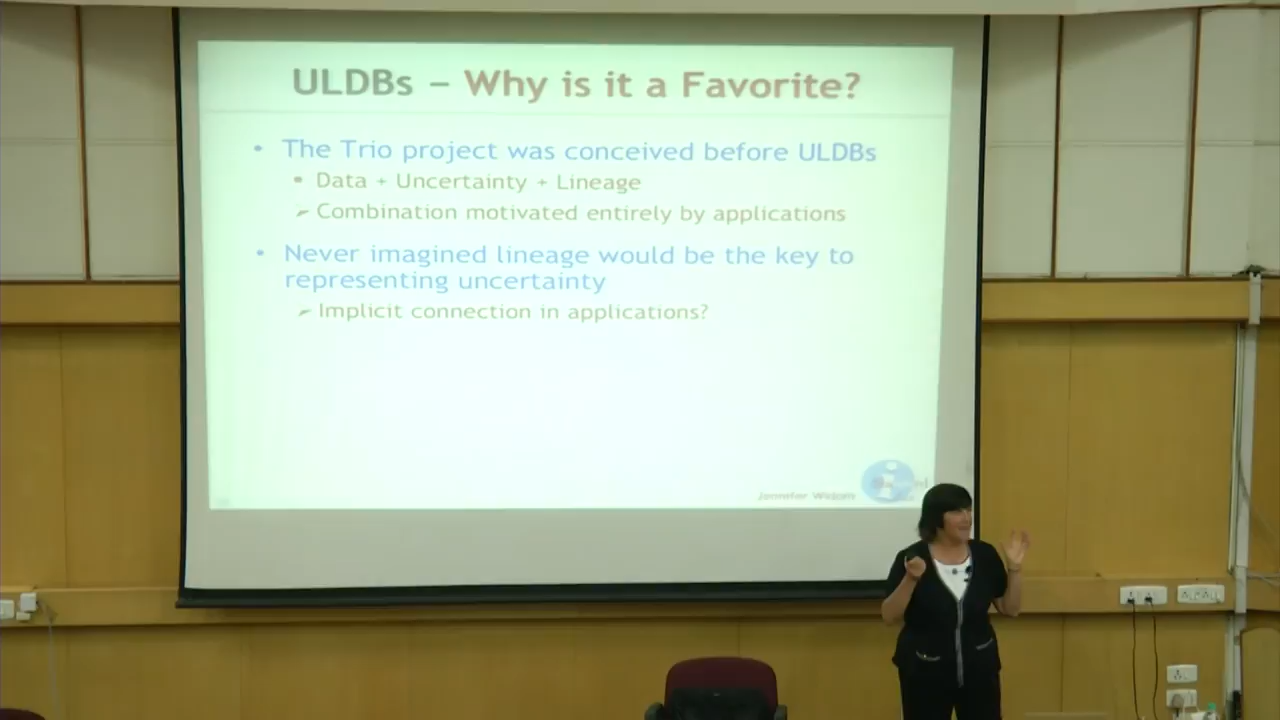 ULDBs – Why is it a Favorite?
• The Trio project was conceived before ULDBs
• Data + Uncertainty + Lineage
➢ Combination motivated entirely by applications
• Never imagined lineage would be the key to
representing uncertainty
➢ Implicit connection in applications?
Jennifer Widom